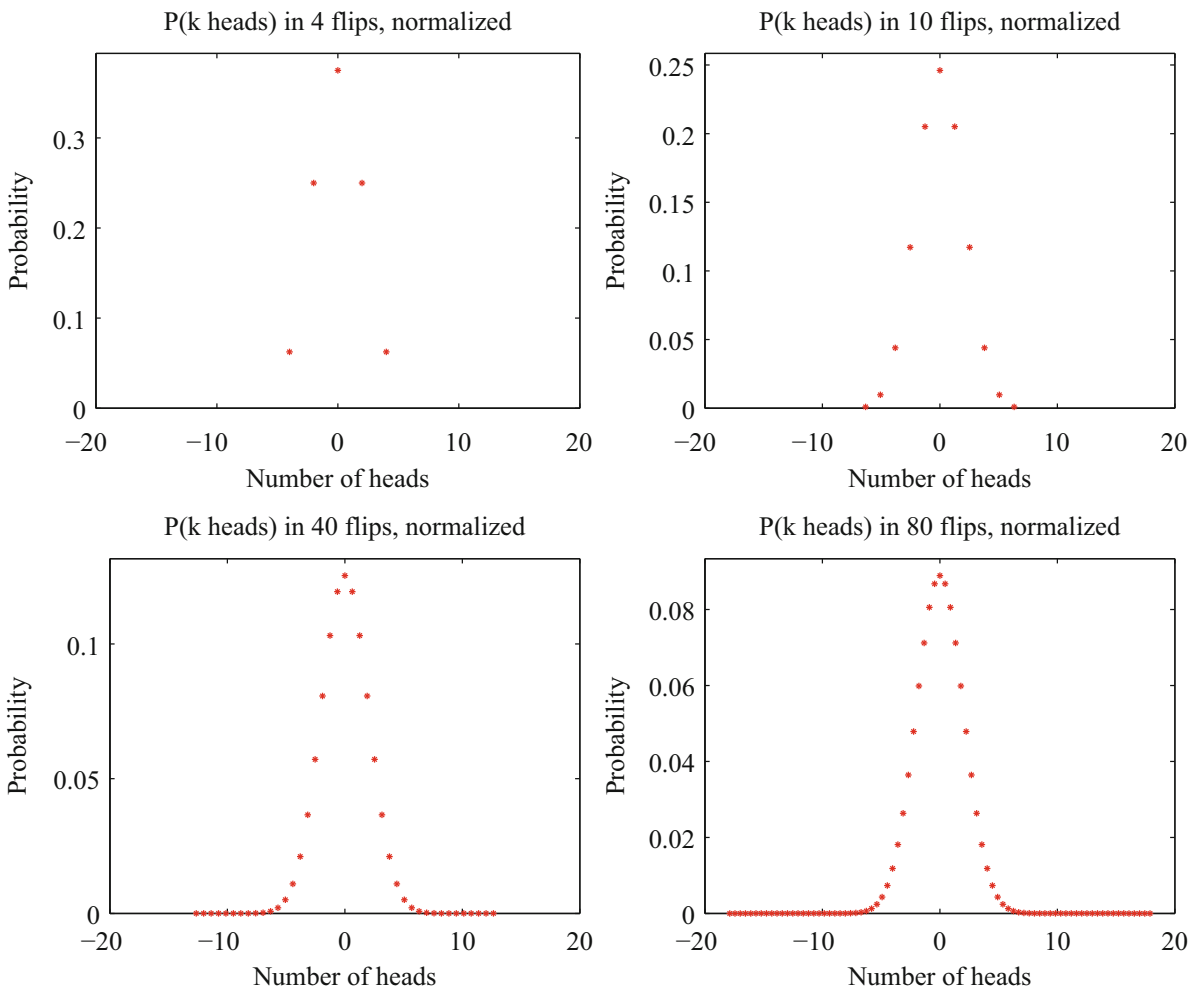 P(k heads) in 4 flips, normalized
Probability
0.3
0.2
0.1
0
−20 −10 0 10 20
Number of heads
P(k heads) in 10 flips, normalized
Probability
0.25
0.2
0.15
0.1
0.05
0
−20 −10 0 10 20
Number of heads
P(k heads) in 40 flips, normalized
Probability
0.1
0.05
0
−20 −10 0 10 20
Number of heads
P(k heads) in 80 flips, normalized
Probability
0.08
0.06
0.04
0.02
0
−20 −10 0 10 20
Number of heads